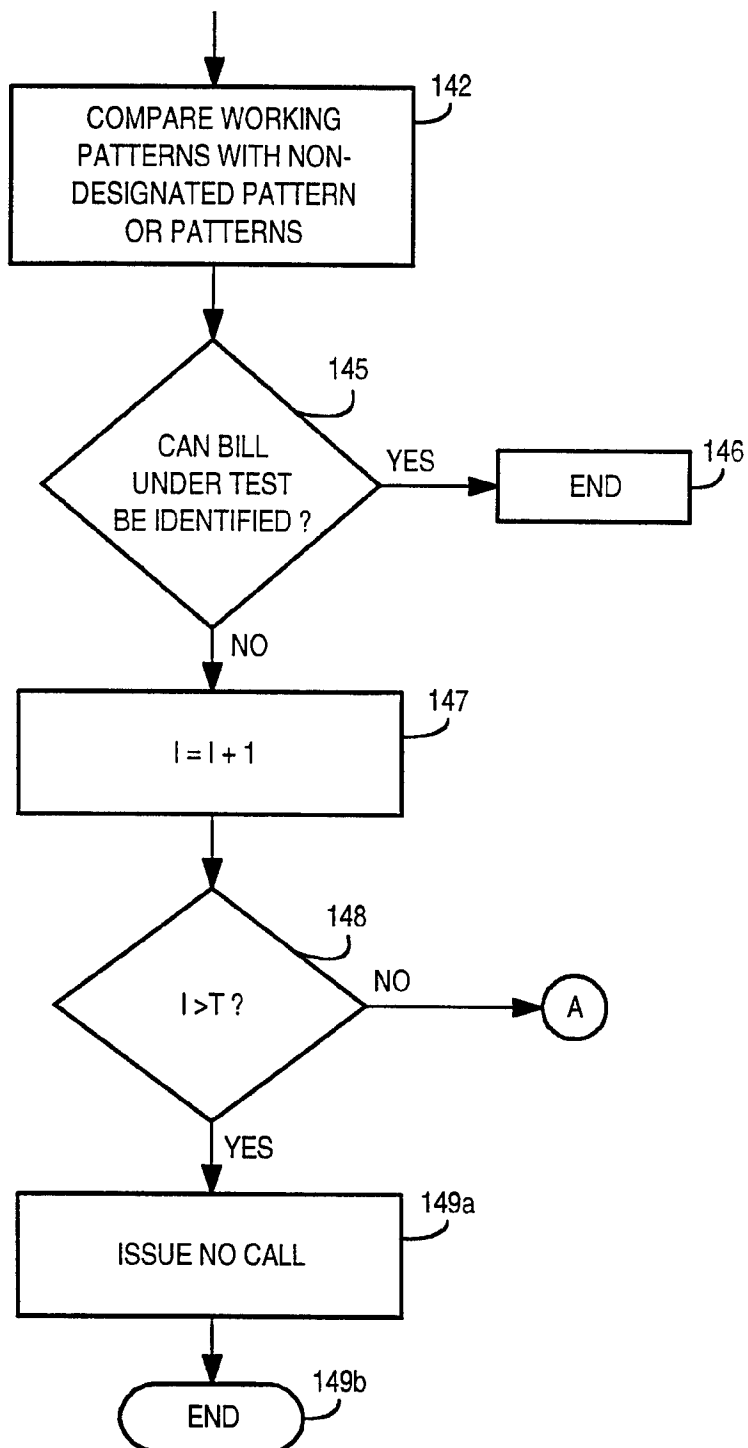 142
COMPARE WORKING
PATTERNS WITH NON-
DESIGNATED PATTERN
OR PATTERNS
145
CAN BILL
UNDER TEST
BE IDENTIFIED ?
YES
END
146
NO
147
I = I + 1
148
I >T ?
NO
A
YES
149a
ISSUE NO CALL
149b
END